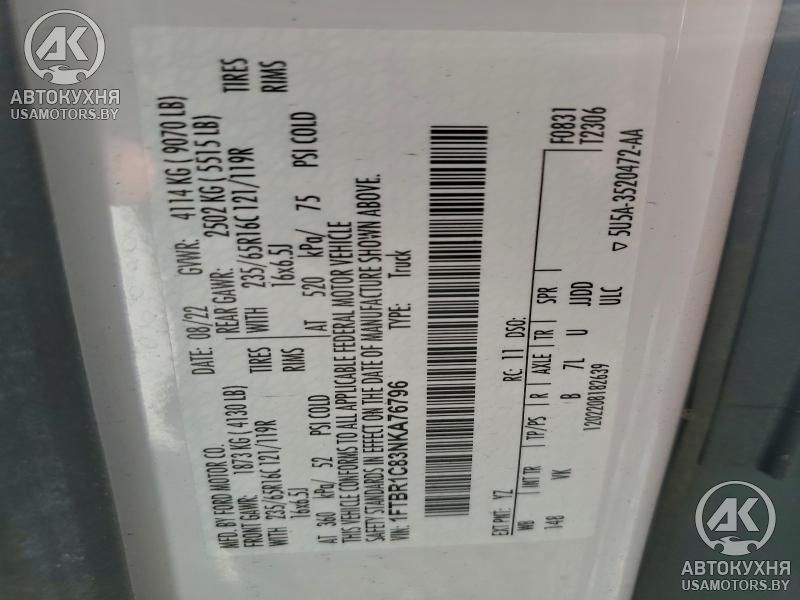 MFD. BY FORD MOTOR CO.
DATE: 08/22 GVWR: 4114 KG ( 9070 LB)
FRONT GAWR: 1873 KG ( 4130 LB) REAR GAWR: 2502 KG ( 5515 LB)
WITH 235/65R16C 121/119R TIRES WITH 235/65R16C 121/119R TIRES
16x6.5J RIMS 16x6.5J RIMS
AT 360 kPa/ 52 PSI COLD AT 520 kPa/ 75 PSI COLD
THIS VEHICLE CONFORMS TO ALL APPLICABLE FEDERAL MOTOR VEHICLE
SAFETY STANDARDS IN EFFECT ON THE DATE OF MANUFACTURE SHOWN ABOVE.
VIN: 1FTBR1C83NKA76796 TYPE: Truck
F0831
T2306
EXT PNT: YZ RC: 11 DSO:
WB INT TR TP/PS R AXLE TR SPR
148 VK B 7L U JJDD
1202208182639 ULC
▽ 5U5A-3520472-AA
АК
АВТОКУХНЯ
USAMOTORS.BY
АК
АВТОКУХНЯ
USAMOTORS.BY